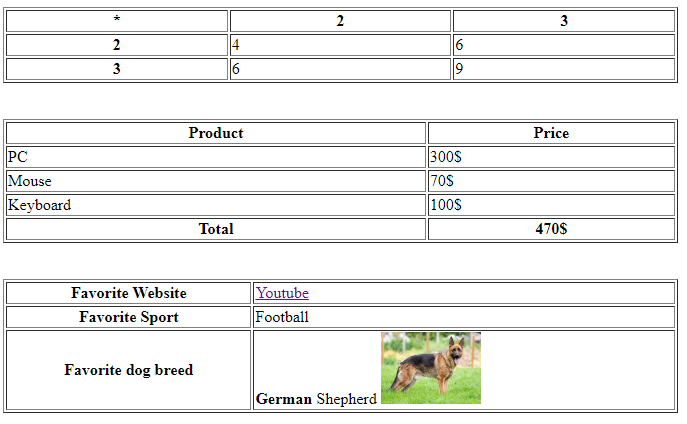 * 2 3
2 4 6
3 6 9
Product Price
PC 300$
Mouse 70$
Keyboard 100$
Total 470$
Favorite Website Youtube
Favorite Sport Football
Favorite dog breed German Shepherd